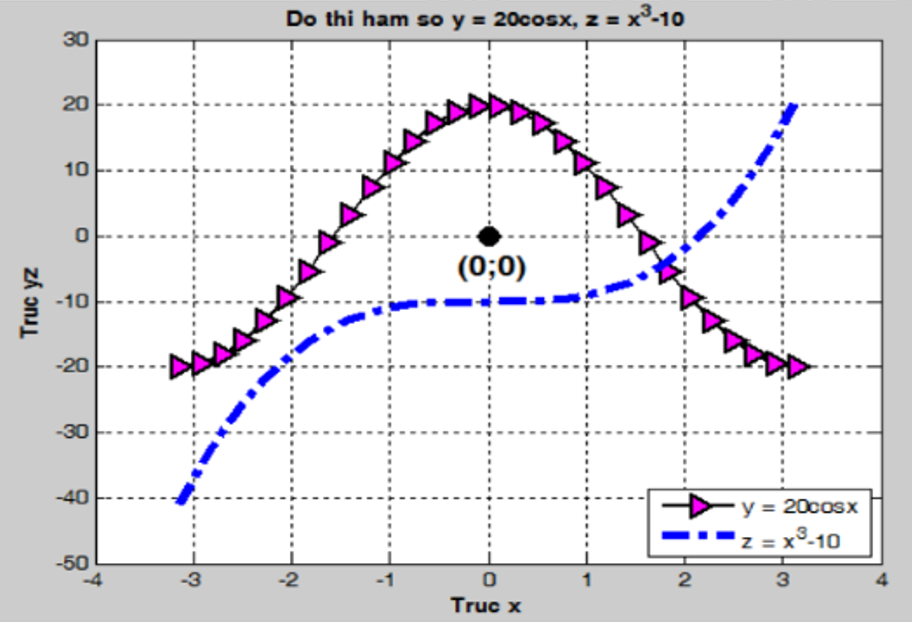 Do thi ham so y = 20cosx, z = x³-10
30
20
10
0
-10
-20
-30
-40
-50
Truc yz
(0;0)
y = 20cosx
z = x³-10
-4 -3 -2 -1 0 1 2 3 4
Truc x